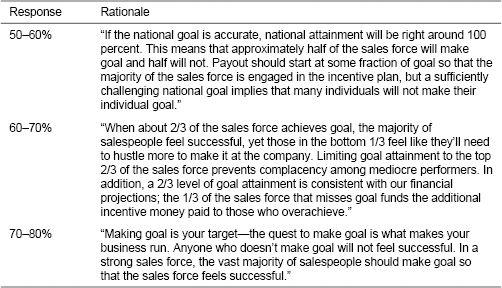 Response Rationale
50–60% “If the national goal is accurate, national attainment will be right around 100
percent. This means that approximately half of the sales force will make
goal and half will not. Payout should start at some fraction of goal so that
the majority of the sales force is engaged in the incentive plan, but a sufficiently
challenging national goal implies that many individuals will not make their
individual goal.”
60–70% “When about 2/3 of the sales force achieves goal, the majority of
salespeople feel successful, yet those in the bottom 1/3 feel like they’ll need
to hustle more to make it at the company. Limiting goal attainment to the top
2/3 of the sales force prevents complacency among mediocre performers. In
addition, a 2/3 level of goal attainment is consistent with our financial
projections; the 1/3 of the sales force that misses goal funds the additional
incentive money paid to those who overachieve.”
70–80% “Making goal is your target—the quest to make goal is what makes your
business run. Anyone who doesn’t make goal will not feel successful. In a
strong sales force, the vast majority of salespeople should make goal so
that the sales force feels successful.”